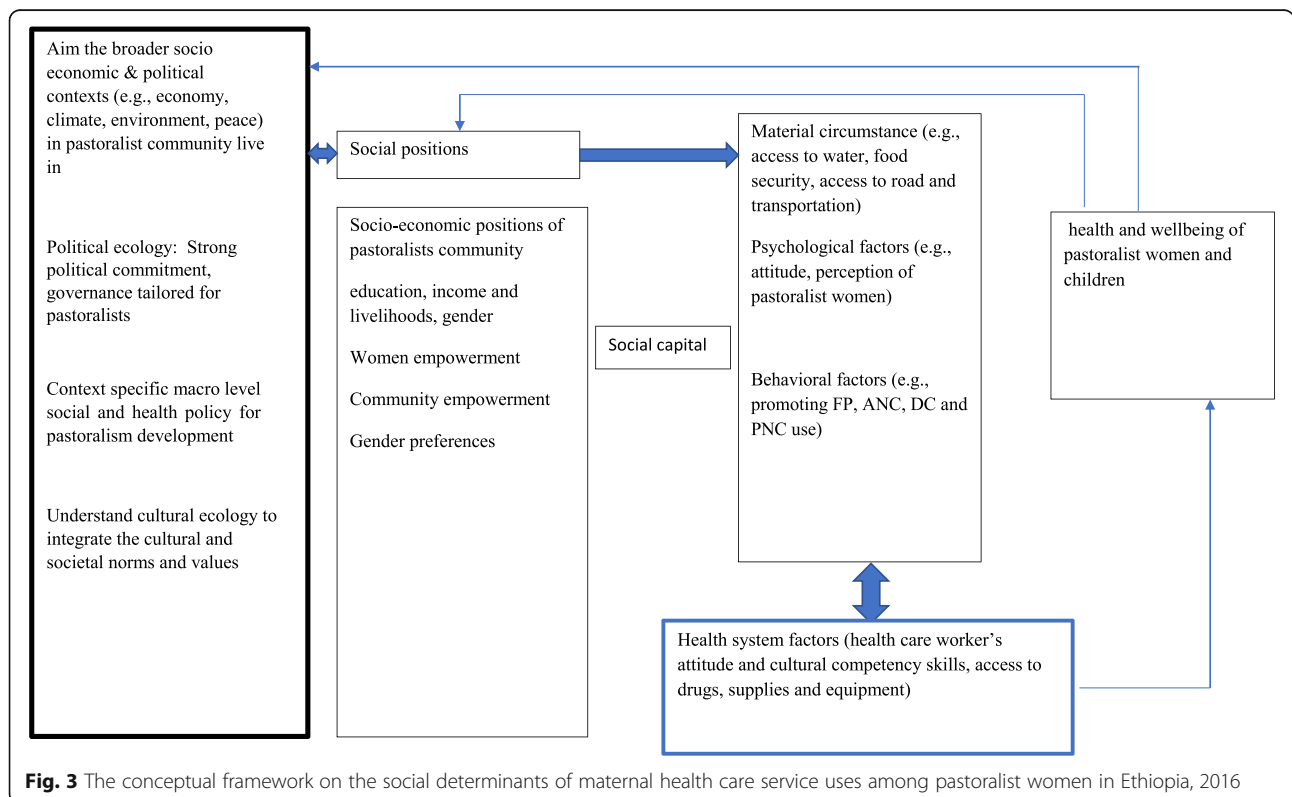 Aim the broader socio
economic & political
contexts (e.g., economy,
climate, environment, peace)
in pastoralist community live
in
Political ecology: Strong
political commitment,
governance tailored for
pastoralists
Context specific macro level
social and health policy for
pastoralism development
Understand cultural ecology to
integrate the cultural and
societal norms and values
Social positions
Socio-economic positions of
pastoralists community
education, income and
livelihoods, gender
Women empowerment
Community empowerment
Gender preferences
Social capital
Material circumstance (e.g.,
access to water, food
security, access to road and
transportation)
Psychological factors (e.g.,
attitude, perception of
pastoralist women)
Behavioral factors (e.g.,
promoting FP, ANC, DC and
PNC use)
Health system factors (health care worker's
attitude and cultural competency skills, access to
drugs, supplies and equipment)
health and wellbeing of
pastoralist women and
children
Fig. 3 The conceptual framework on the social determinants of maternal health care service uses among pastoralist women in Ethiopia, 2016